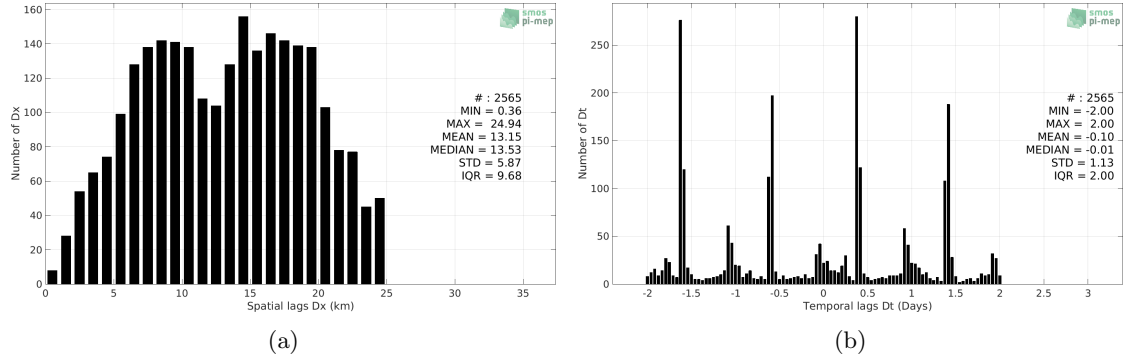 160
140
120
100
80
60
40
20
0
Number of Dx
smos
pi-mep
# : 2565
MIN = 0.36
MAX = 24.94
MEAN = 13.15
MEDIAN = 13.53
STD = 5.87
IQR = 9.68
0 5 10 15 20 25 30 35
Spatial lags Dx (km)
(a)
250
200
150
100
50
0
Number of Dt
smos
pi-mep
# : 2565
MIN = -2.00
MAX = 2.00
MEAN = -0.10
MEDIAN = -0.01
STD = 1.13
IQR = 2.00
-2 -1.5 -1 -0.5 0 0.5 1 1.5 2 2.5 3
Temporal lags Dt (Days)
(b)